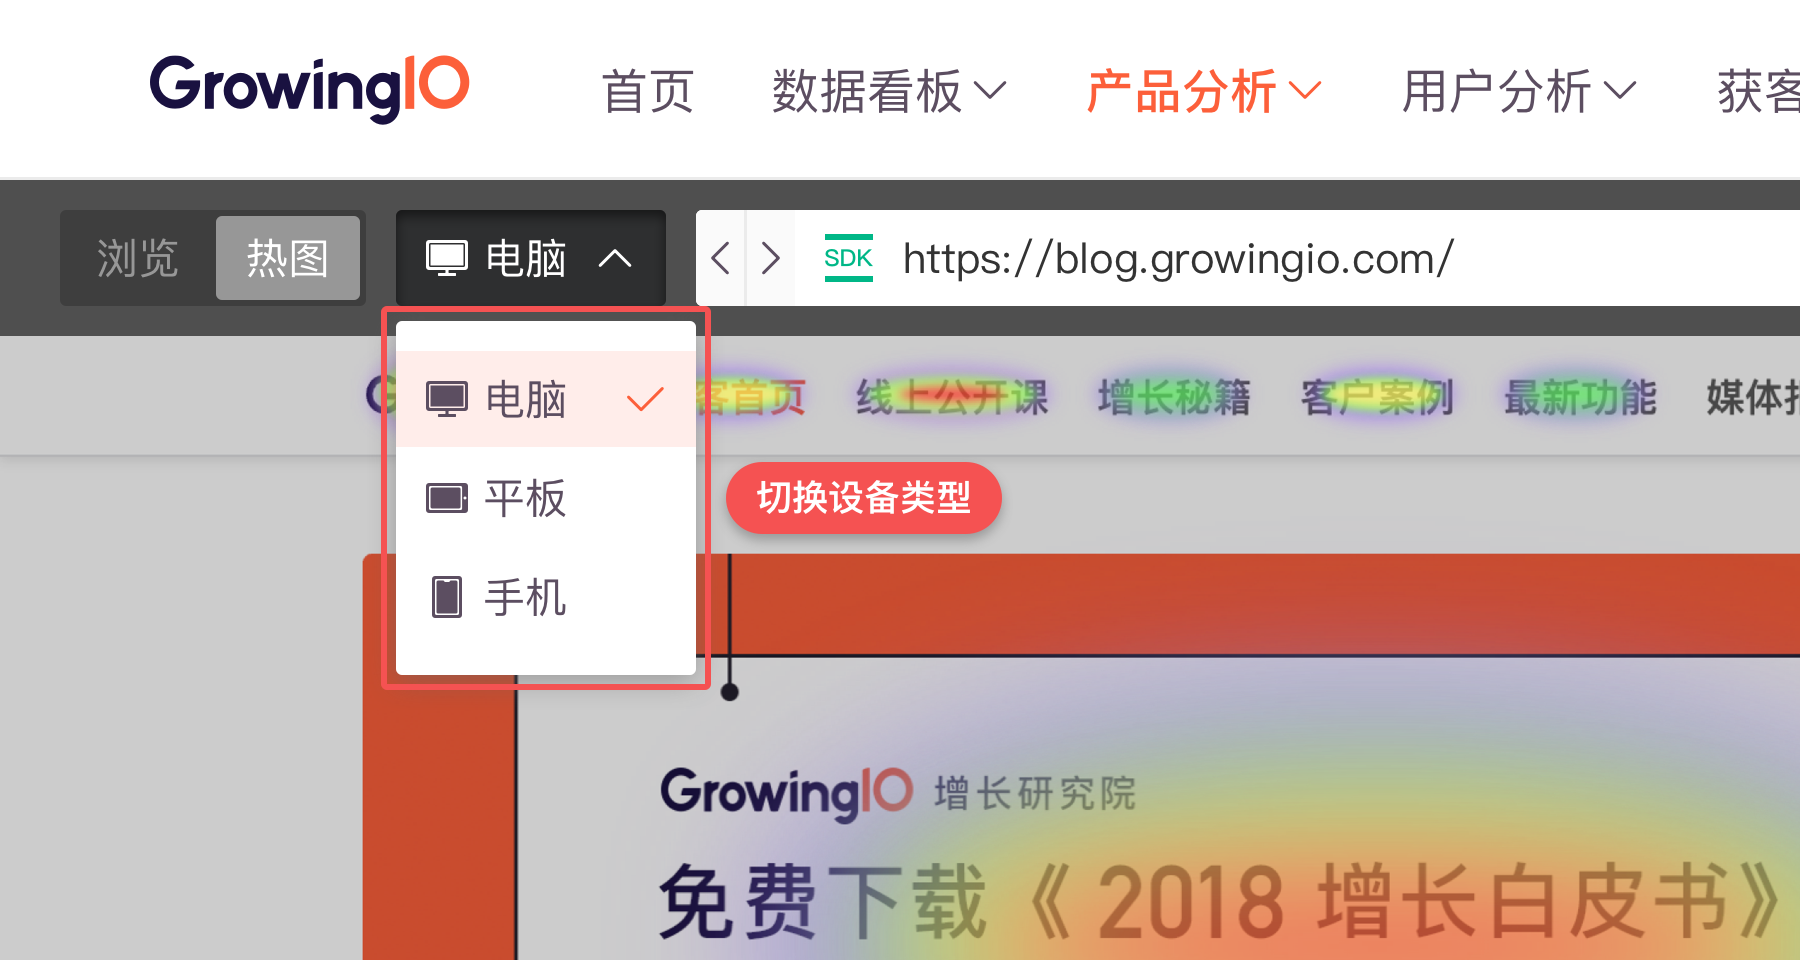 GrowingIO 首页 数据看板 产品分析 用户分析 获客
浏览 热图 电脑 SDK https://blog.growingio.com/
电脑 客首页 线上公开课 增长秘籍 客户案例 最新功能 媒体
平板 切换设备类型
手机
GrowingIO 增长研究院
免费下载《2018 增长白皮书》